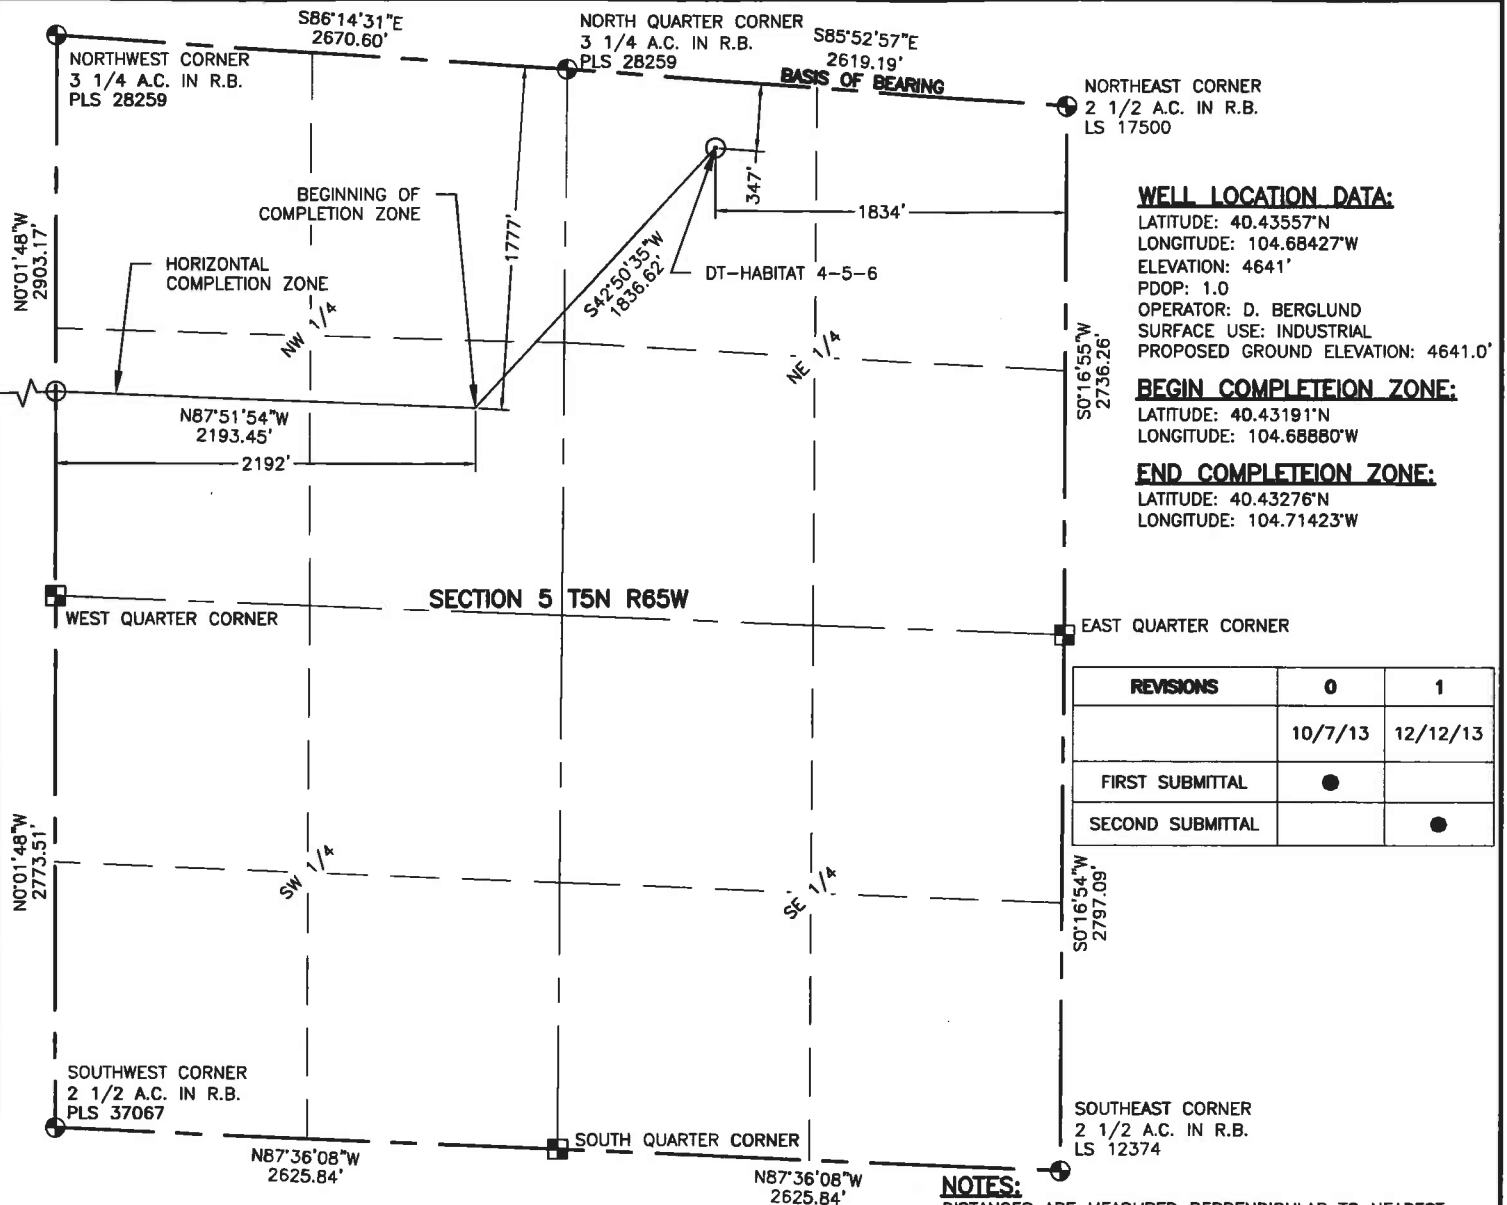 S86°14'31"E
2670.60'
NORTH QUARTER CORNER
3 1/4 A.C. IN R.B.
PLS 28259
S85°52'57"E
2619.19'
BASIS OF BEARING
NORTHWEST CORNER
3 1/4 A.C. IN R.B.
PLS 28259
NORTHEAST CORNER
2 1/2 A.C. IN R.B.
LS 17500
BEGINNING OF
COMPLETION ZONE
1777'
347'
1834'
S42°50'35"W
1836.62'
DT-HABITAT 4-5-6
N0°01'48"W
2903.17'
HORIZONTAL
COMPLETION ZONE
NW 1/4
NE 1/4
N87°51'54"W
2193.45'
2192'
S0°16'55"W
2736.26'
WELL LOCATION DATA:
LATITUDE: 40.43557°N
LONGITUDE: 104.68427°W
ELEVATION: 4641'
PDOP: 1.0
OPERATOR: D. BERGLUND
SURFACE USE: INDUSTRIAL
PROPOSED GROUND ELEVATION: 4641.0'
BEGIN COMPLETEION ZONE:
LATITUDE: 40.43191°N
LONGITUDE: 104.68880°W
END COMPLETEION ZONE:
LATITUDE: 40.43276°N
LONGITUDE: 104.71423°W
SECTION 5 T5N R65W
WEST QUARTER CORNER
EAST QUARTER CORNER
REVISIONS 0 1
10/7/13 12/12/13
FIRST SUBMITTAL ●
SECOND SUBMITTAL ●
N0°01'48"W
2773.51'
SW 1/4
SE 1/4
S0°16'54"W
2797.09'
SOUTHWEST CORNER
2 1/2 A.C. IN R.B.
PLS 37067
SOUTH QUARTER CORNER
SOUTHEAST CORNER
2 1/2 A.C. IN R.B.
LS 12374
N87°36'08"W
2625.84'
N87°36'08"W
2625.84'
NOTES:
DISTANCES ARE MEASURED PERPENDICULAR TO NEAREST